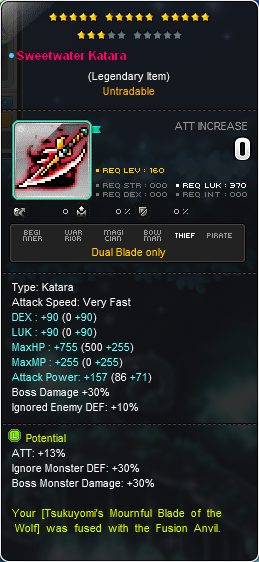 Sweetwater Katara
(Legendary Item)
Untradable
ATT INCREASE
0
REQ LEV : 160
REQ STR : 000 REQ LUK : 370
REQ DEX : 000 REQ INT : 000
0 0 % 0 %
BEGINNER WARRIOR MAGICIAN BOWMAN THIEF PIRATE
Dual Blade only
Type: Katara
Attack Speed: Very Fast
DEX : +90 (0 +90)
LUK : +90 (0 +90)
MaxHP : +755 (500 +255)
MaxMP : +255 (0 +255)
Attack Power: +157 (86 +71)
Boss Damage +30%
Ignored Enemy DEF: +10%
L Potential
ATT: +13%
Ignore Monster DEF: +30%
Boss Monster Damage: +30%
Your [Tsukuyomi's Mournful Blade of the
Wolf] was fused with the Fusion Anvil.